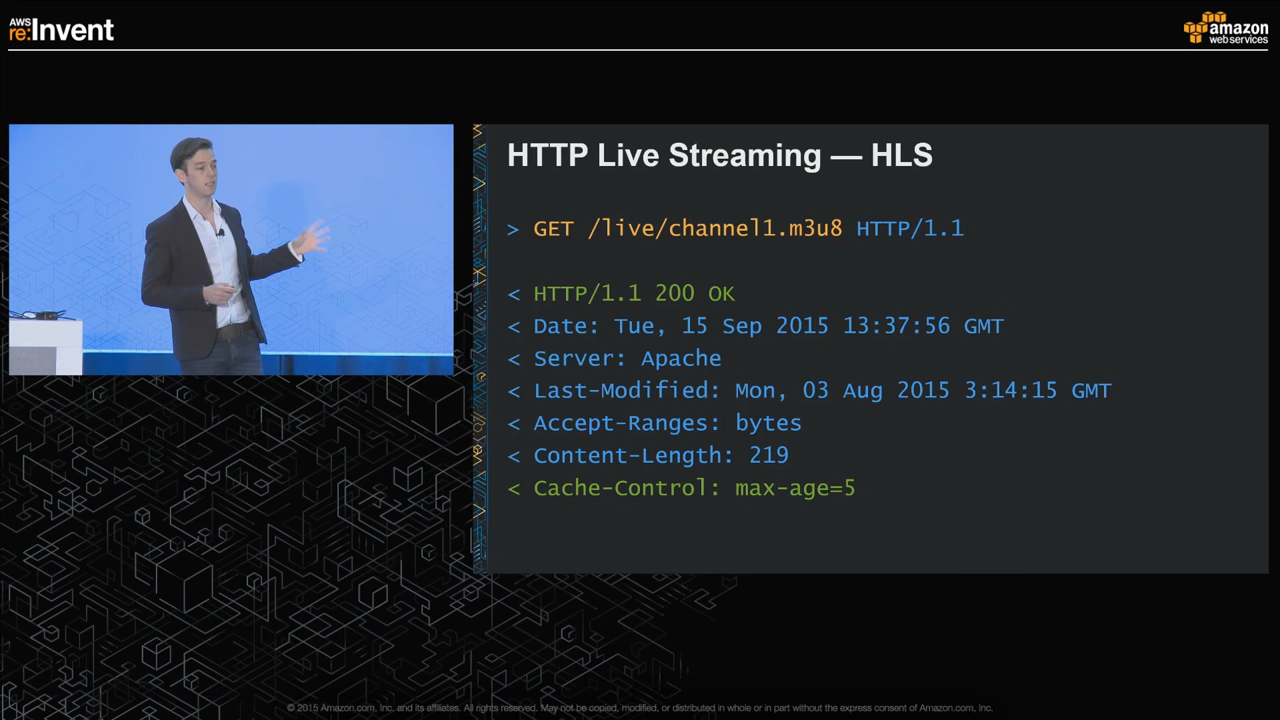 AWS
re:Invent
amazon
web services
HTTP Live Streaming — HLS
> GET /live/channel1.m3u8 HTTP/1.1
< HTTP/1.1 200 OK
< Date: Tue, 15 Sep 2015 13:37:56 GMT
< Server: Apache
< Last-Modified: Mon, 03 Aug 2015 3:14:15 GMT
< Accept-Ranges: bytes
< Content-Length: 219
< Cache-Control: max-age=5
© 2015 Amazon.com, Inc. and its affiliates. All rights reserved. May not be copied, modified, or distributed in whole or in part without the express consent of Amazon.com, Inc.